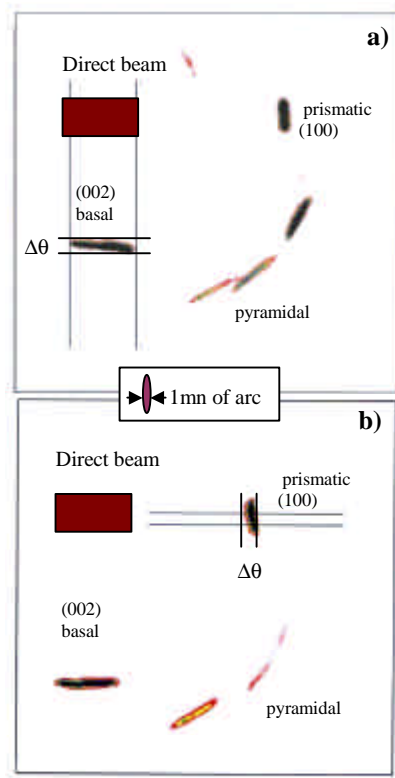 a)
Direct beam
prismatic
(100)
(002)
basal
Δθ
pyramidal
1mn of arc
b)
Direct beam
prismatic
(100)
Δθ
(002)
basal
pyramidal